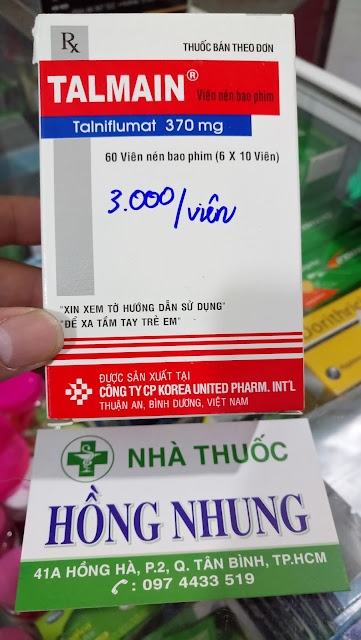 Rx
THUỐC BÁN THEO ĐƠN
TALMAIN®
Viên nén bao phim
Talniflumat 370 mg
60 Viên nén bao phim (6 X 10 Viên)
3.000/viên
"XIN XEM TỜ HƯỚNG DẪN SỬ DỤNG"
"ĐỂ XA TẦM TAY TRẺ EM"
ĐƯỢC SẢN XUẤT TẠI
CÔNG TY CP KOREA UNITED PHARM. INT'L
THUẬN AN, BÌNH DƯƠNG, VIỆT NAM
NHÀ THUỐC
HỒNG NHUNG
41A HỒNG HÀ, P.2, Q. TÂN BÌNH, TP.HCM
: 097 4433 519